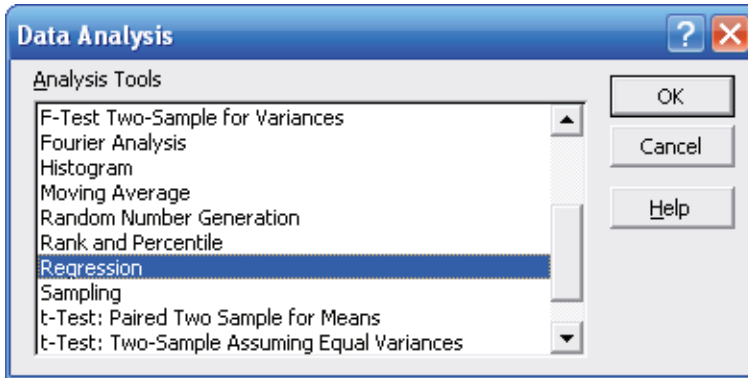 Data Analysis
Analysis Tools
F-Test Two-Sample for Variances
Fourier Analysis
Histogram
Moving Average
Random Number Generation
Rank and Percentile
Regression
Sampling
t-Test: Paired Two Sample for Means
t-Test: Two-Sample Assuming Equal Variances
OK
Cancel
Help